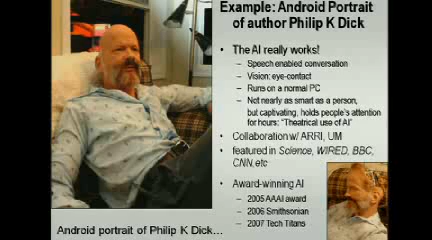 Example: Android Portrait
of author Philip K Dick
• The AI really works!
– Speech enabled conversation
– Vision: eye-contact
– Runs on a normal PC
– Not nearly as smart as a person,
but captivating, holds people's attention
for hours: "Theatrical use of AI"
• Collaboration w/ ARRI, UM
• featured in Science, WIRED, BBC,
CNN, etc
• Award-winning AI
– 2005 AAAI award
– 2006 Smithsonian
– 2007 Tech Titans
Android portrait of Philip K Dick...